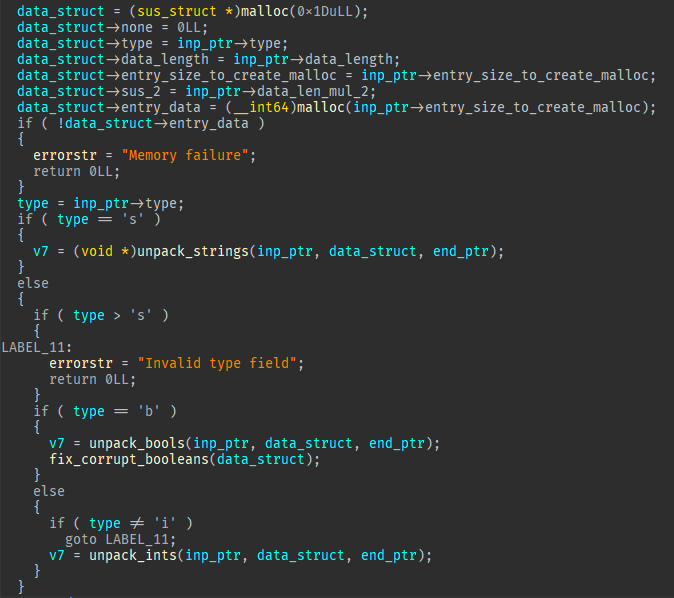 data_struct = (sus_struct *)malloc(0x1DuLL);
data_struct->none = 0LL;
data_struct->type = inp_ptr->type;
data_struct->data_length = inp_ptr->data_length;
data_struct->entry_size_to_create_malloc = inp_ptr->entry_size_to_create_malloc;
data_struct->sus_2 = inp_ptr->data_len_mul_2;
data_struct->entry_data = (__int64)malloc(inp_ptr->entry_size_to_create_malloc);
if ( !data_struct->entry_data )
{
errorstr = "Memory failure";
return 0LL;
}
type = inp_ptr->type;
if ( type == 's' )
{
v7 = (void *)unpack_strings(inp_ptr, data_struct, end_ptr);
}
else
{
if ( type > 's' )
{
LABEL_11:
errorstr = "Invalid type field";
return 0LL;
}
if ( type == 'b' )
{
v7 = unpack_bools(inp_ptr, data_struct, end_ptr);
fix_corrupt_booleans(data_struct);
}
else
{
if ( type != 'i' )
goto LABEL_11;
v7 = unpack_ints(inp_ptr, data_struct, end_ptr);
}
}